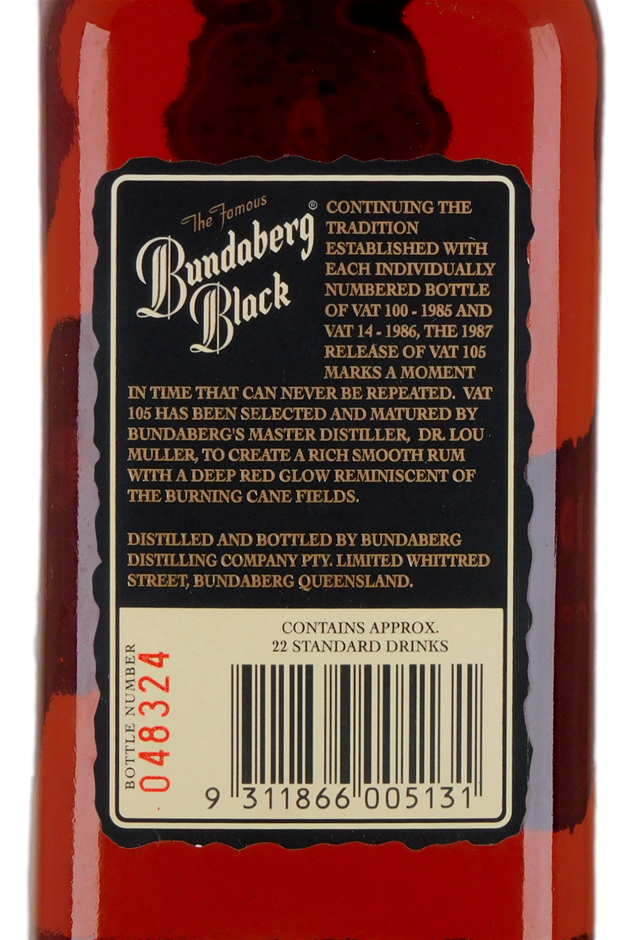 The Famous
Bundaberg®
Black
CONTINUING THE
TRADITION
ESTABLISHED WITH
EACH INDIVIDUALLY
NUMBERED BOTTLE
OF VAT 100 - 1985 AND
VAT 14 - 1986, THE 1987
RELEASE OF VAT 105
MARKS A MOMENT
IN TIME THAT CAN NEVER BE REPEATED. VAT
105 HAS BEEN SELECTED AND MATURED BY
BUNDABERG'S MASTER DISTILLER, DR. LOU
MULLER, TO CREATE A RICH SMOOTH RUM
WITH A DEEP RED GLOW REMINISCENT OF
THE BURNING CANE FIELDS.
DISTILLED AND BOTTLED BY BUNDABERG
DISTILLING COMPANY PTY. LIMITED WHITTRED
STREET, BUNDABERG QUEENSLAND.
CONTAINS APPROX.
22 STANDARD DRINKS
BOTTLE NUMBER
048324
9 311866 005131